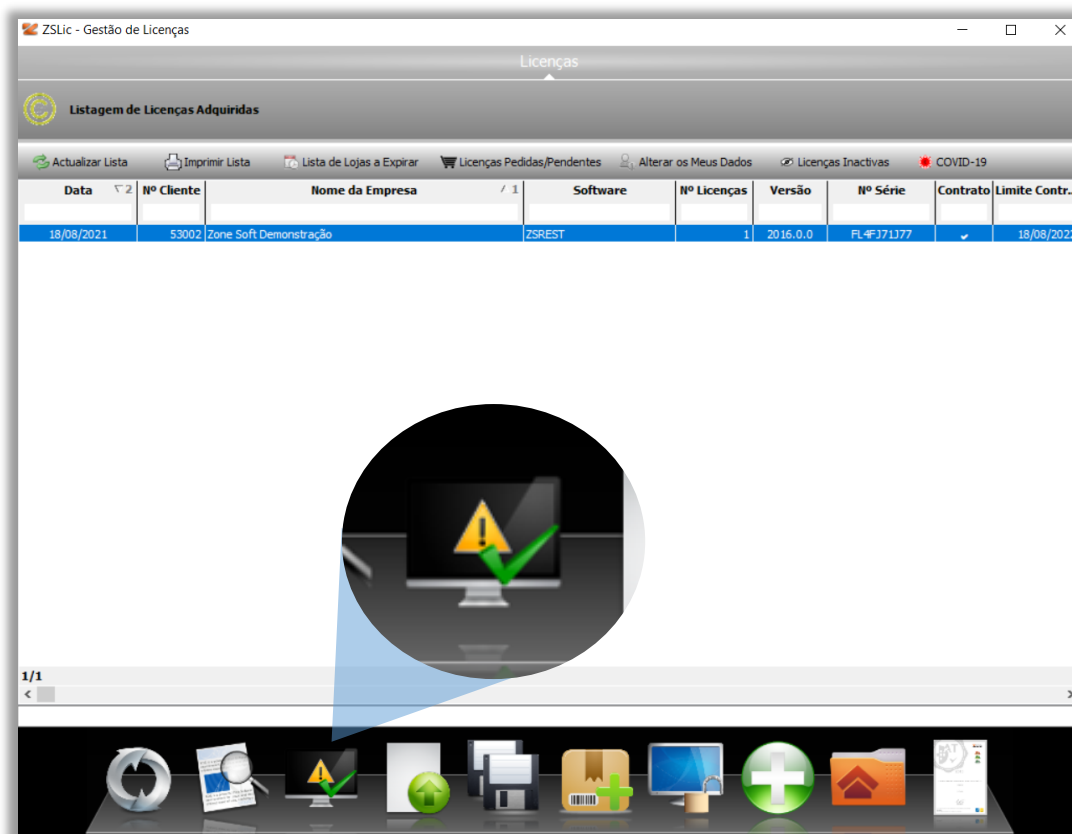 ZSLic - Gestão de Licenças
Licenças
Listagem de Licenças Adquiridas
Actualizar Lista Imprimir Lista Lista de Lojas a Expirar Licenças Pedidas/Pendentes Alterar os Meus Dados Licenças Inactivas COVID-19
Data 2 Nº Cliente Nome da Empresa / 1 Software Nº Licenças Versão Nº Série Contrato Limite Contr..
18/08/2021 53002 Zone Soft Demonstração ZSREST 1 2016.0.0 FL4FJ71J77 18/08/202
1/1